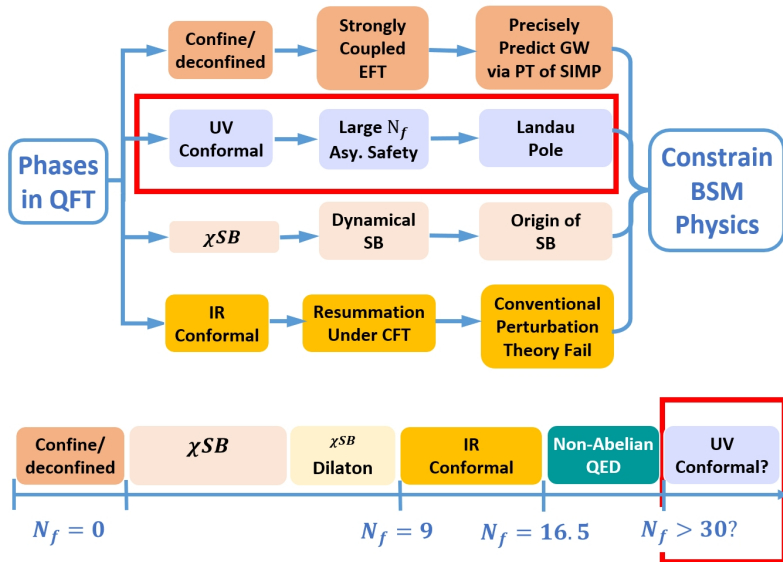 Phases
in QFT
Confine/
deconfined
Strongly
Coupled
EFT
Precisely
Predict GW
via PT of SIMP
UV
Conformal
Large N_f
Asy. Safety
Landau
Pole
χSB
Dynamical
SB
Origin of
SB
IR
Conformal
Resummation
Under CFT
Conventional
Perturbation
Theory Fail
Constrain
BSM
Physics
Confine/
deconfined
χSB
χSB
Dilaton
IR
Conformal
Non-Abelian
QED
UV
Conformal?
N_f = 0
N_f = 9
N_f = 16.5
N_f > 30?